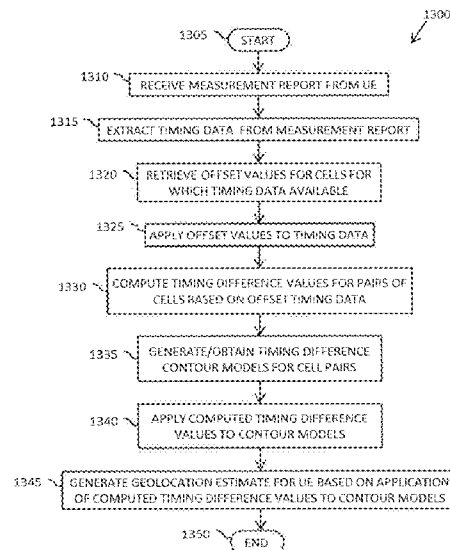 1300
1305
START
1310
RECEIVE MEASUREMENT REPORT FROM UE
1315
EXTRACT TIMING DATA FROM MEASUREMENT REPORT
1320
RETRIEVE OFFSET VALUES FOR CELLS FOR
WHICH TIMING DATA AVAILABLE
1325
APPLY OFFSET VALUES TO TIMING DATA
1330
COMPUTE TIMING DIFFERENCE VALUES FOR PAIRS OF
CELLS BASED ON OFFSET TIMING DATA
1335
GENERATE/OBTAIN TIMING DIFFERENCE
CONTOUR MODELS FOR CELL PAIRS
1340
APPLY COMPUTED TIMING DIFFERENCE
VALUES TO CONTOUR MODELS
1345
GENERATE GEOLOCATION ESTIMATE FOR UE BASED ON APPLICATION
OF COMPUTED TIMING DIFFERENCE VALUES TO CONTOUR MODELS
1350
END